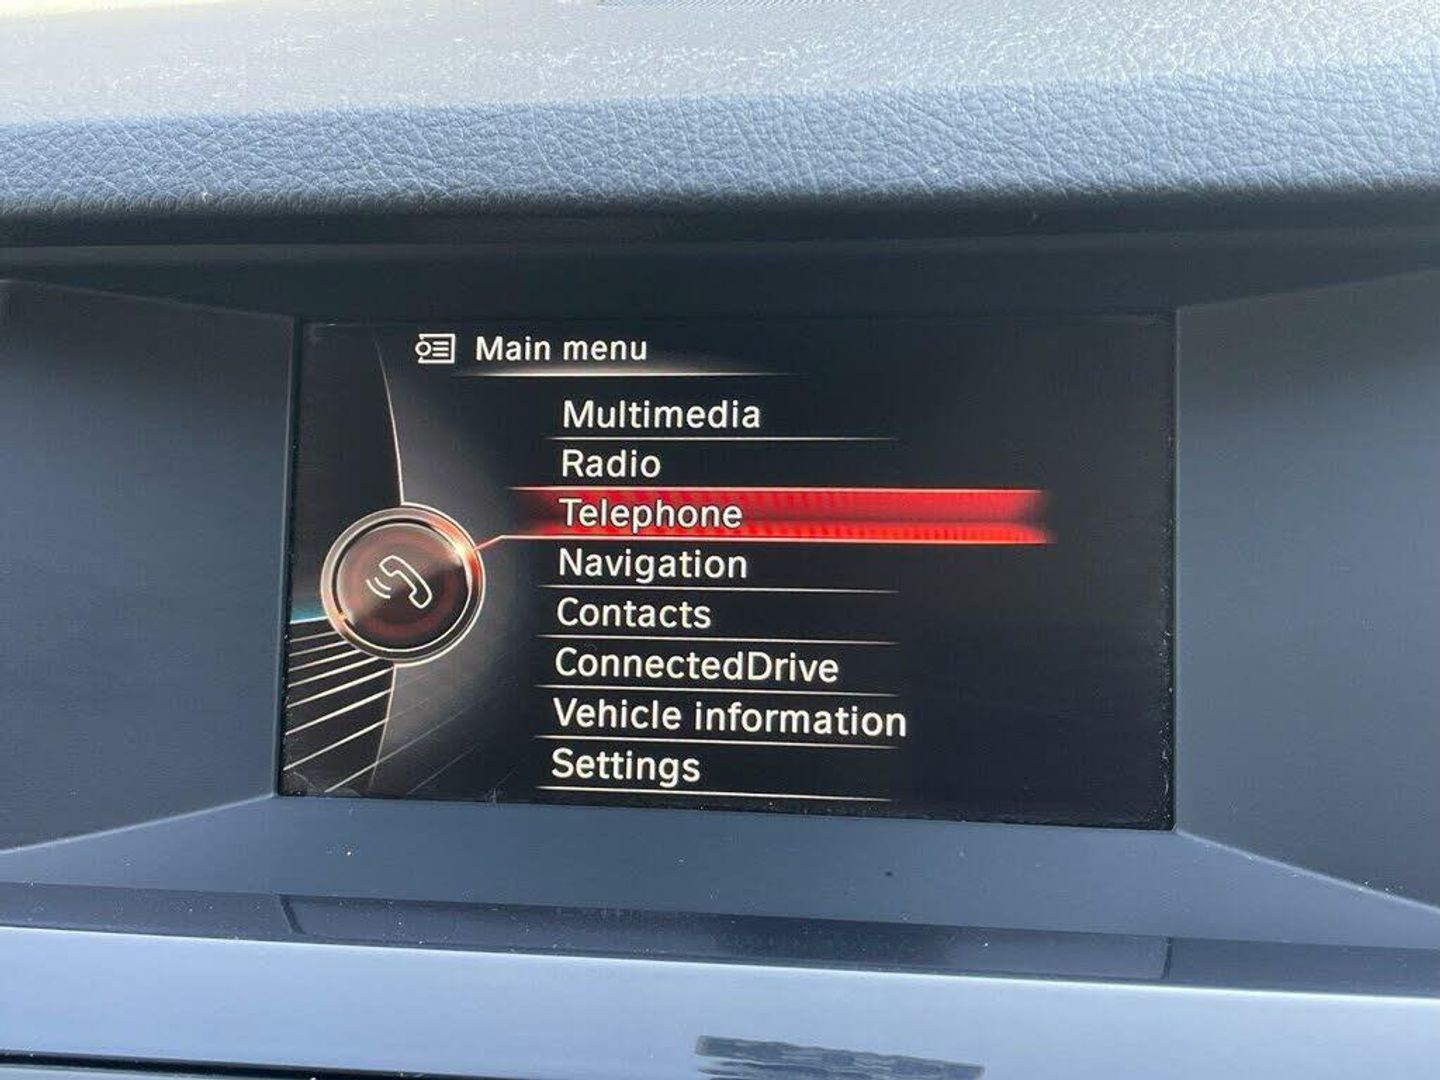 Main menu
Multimedia
Radio
Telephone
Navigation
Contacts
ConnectedDrive
Vehicle information
Settings